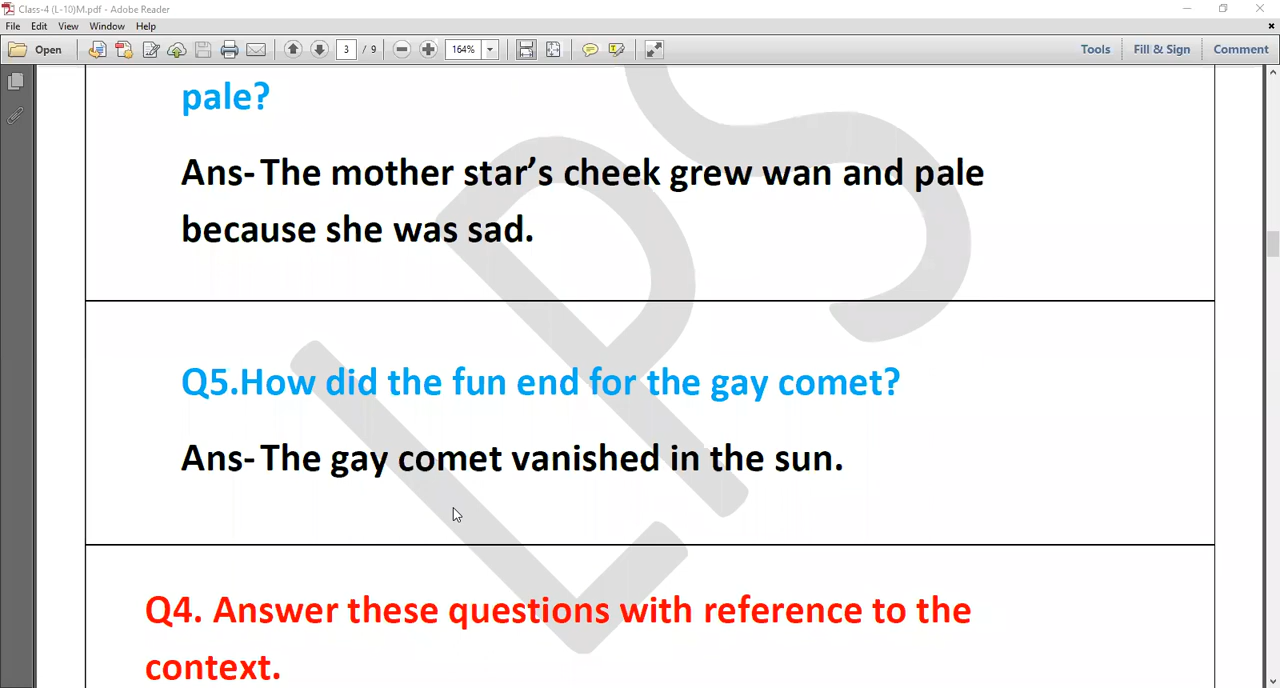 Class-4 (L-10)M.pdf - Adobe Reader
File Edit View Window Help
Open 3 / 9 164% Tools Fill & Sign Comment
pale?
Ans- The mother star’s cheek grew wan and pale
because she was sad.
Q5.How did the fun end for the gay comet?
Ans- The gay comet vanished in the sun.
Q4. Answer these questions with reference to the
context.
LPS